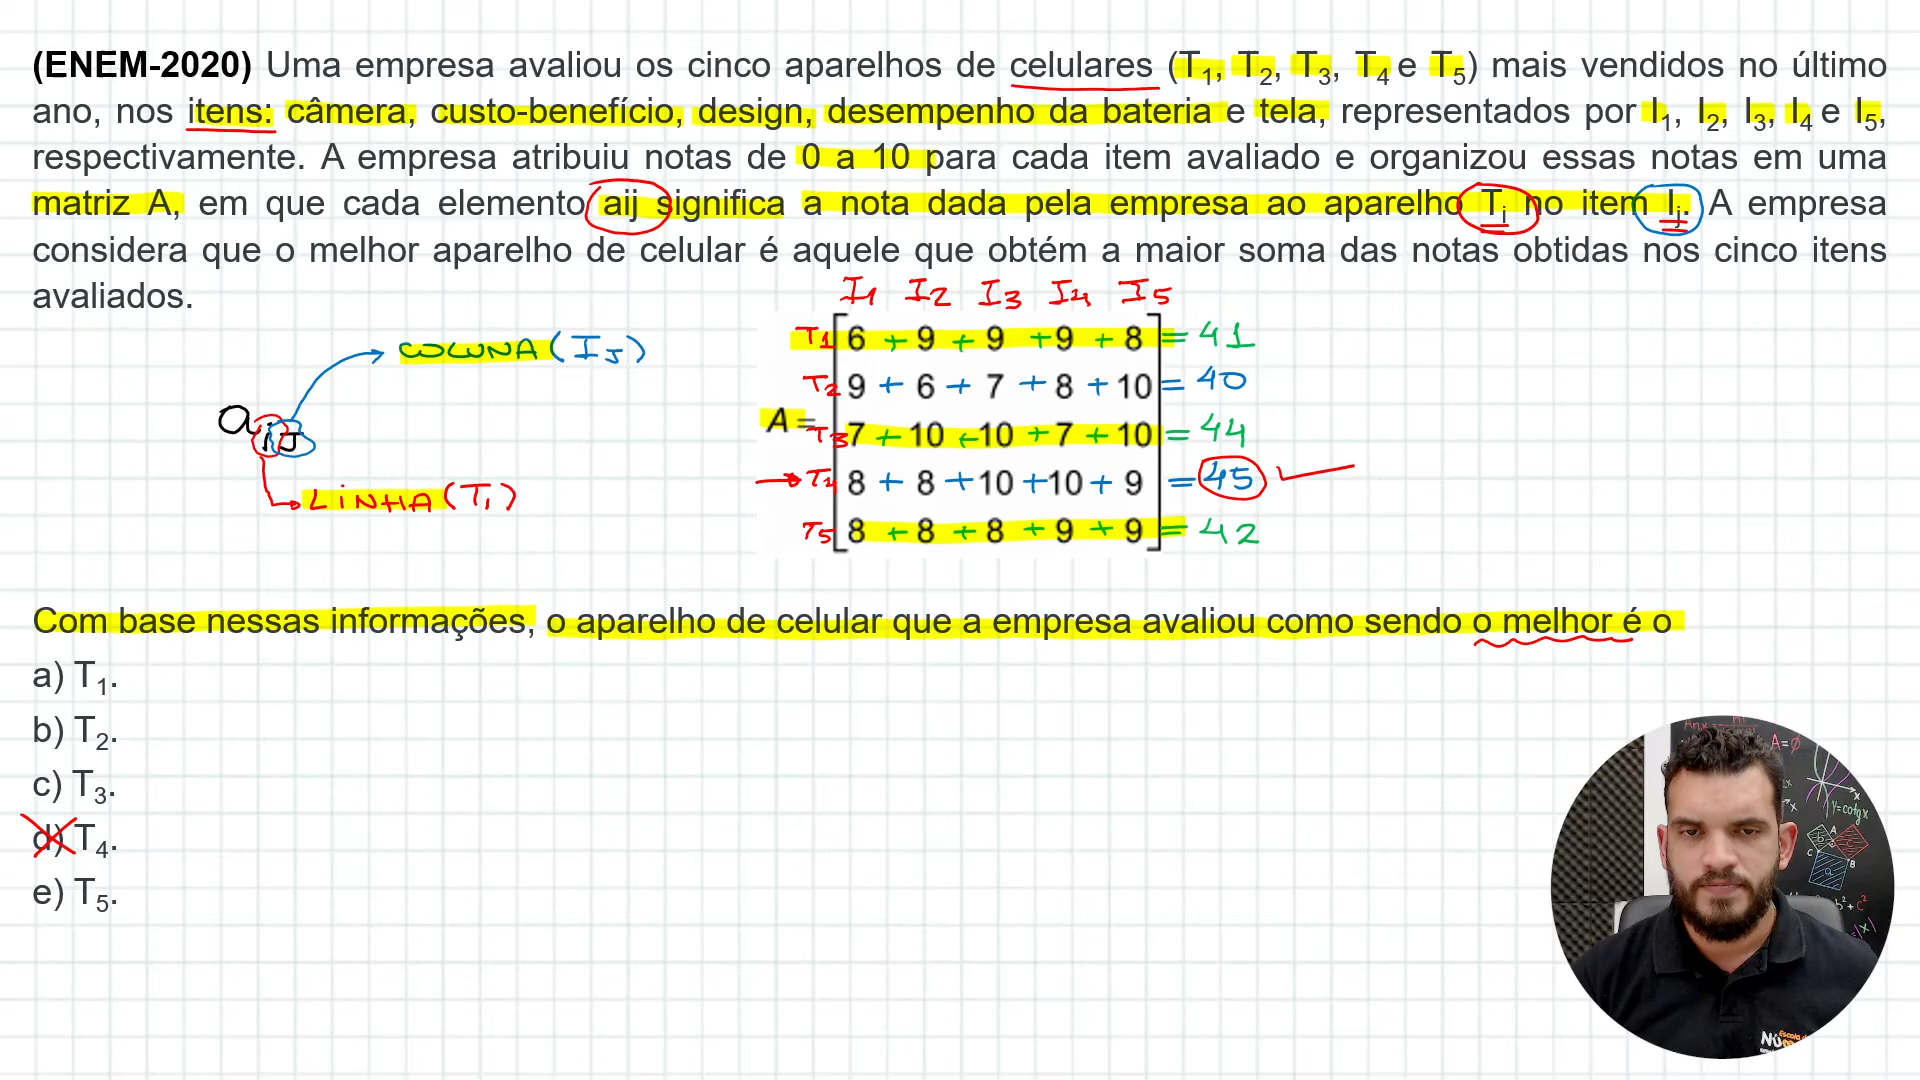 (ENEM-2020) Uma empresa avaliou os cinco aparelhos de celulares (T1, T2, T3, T4 e T5) mais vendidos no último
ano, nos itens: câmera, custo-benefício, design, desempenho da bateria e tela, representados por I1, I2, I3, I4 e I5,
respectivamente. A empresa atribuiu notas de 0 a 10 para cada item avaliado e organizou essas notas em uma
matriz A, em que cada elemento aij significa a nota dada pela empresa ao aparelho Ti no item Ij. A empresa
considera que o melhor aparelho de celular é aquele que obtém a maior soma das notas obtidas nos cinco itens
avaliados.
I1 I2 I3 I4 I5
COLUNA (IJ)
aiJ
LINHA (Ti)
T1 6 + 9 + 9 + 9 + 8 = 41
T2 9 + 6 + 7 + 8 + 10 = 40
A =
T3 7 + 10 + 10 + 7 + 10 = 44
T4 8 + 8 + 10 + 10 + 9 = 45
T5 8 + 8 + 8 + 9 + 9 = 42
Com base nessas informações, o aparelho de celular que a empresa avaliou como sendo o melhor é o
a) T1.
b) T2.
c) T3.
d) T4.
e) T5.
A=∅
y=cotgx